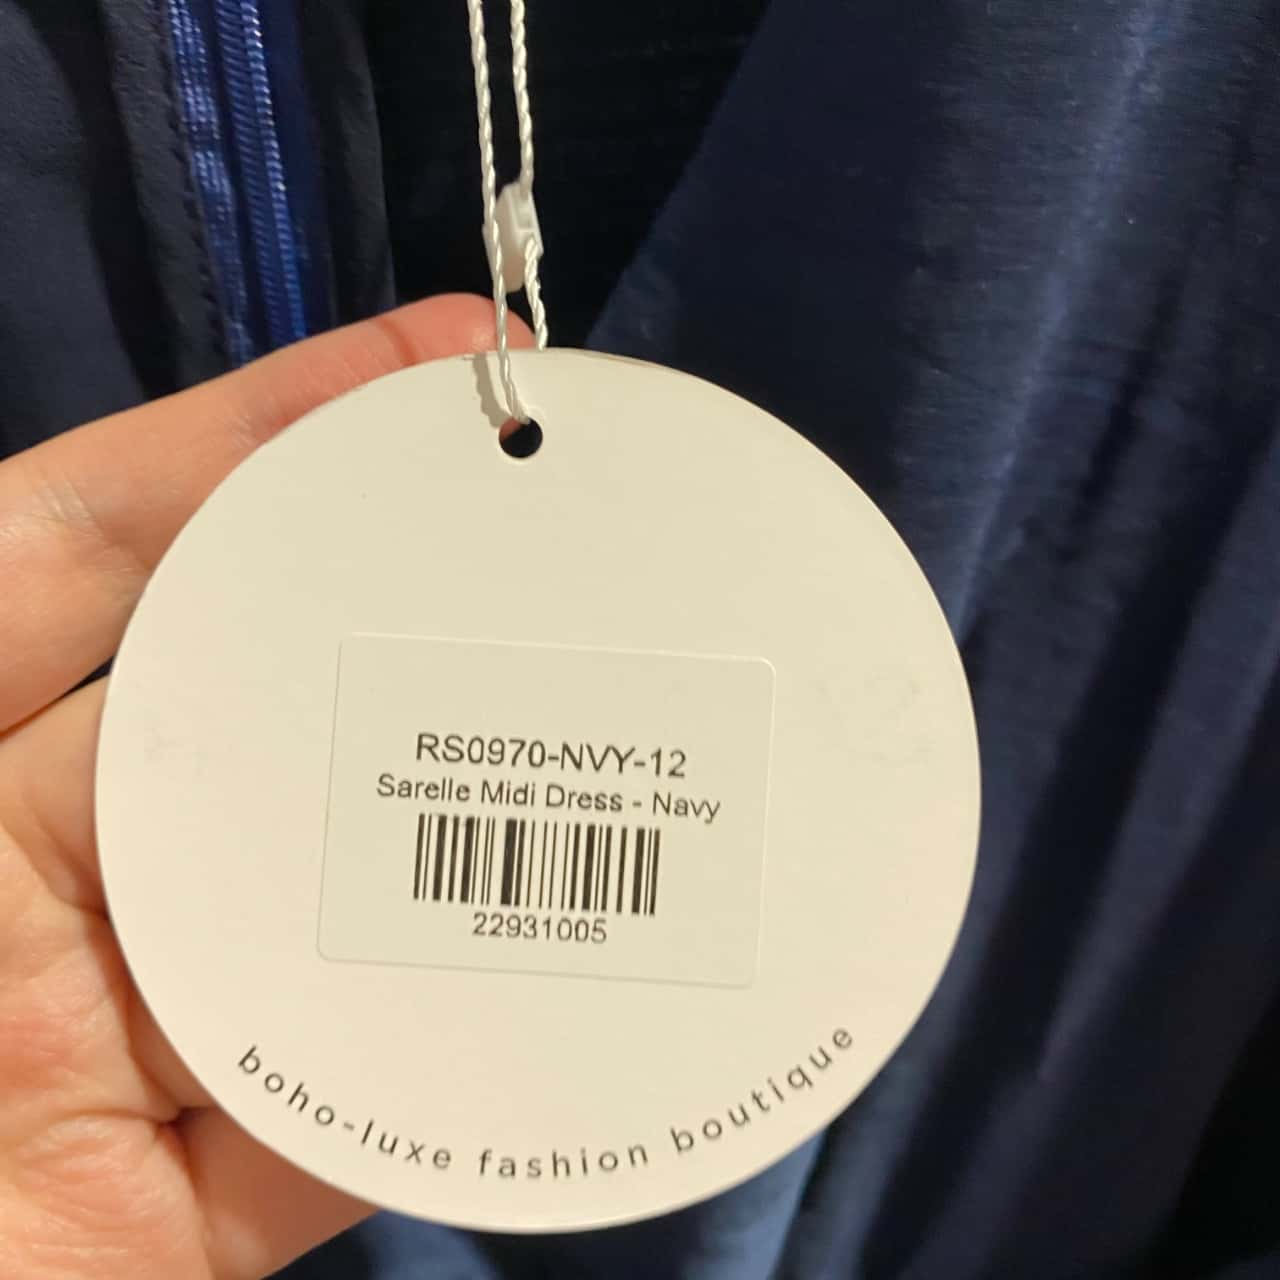 RS0970-NVY-12
Sarelle Midi Dress - Navy
22931005
boho-luxe fashion boutique